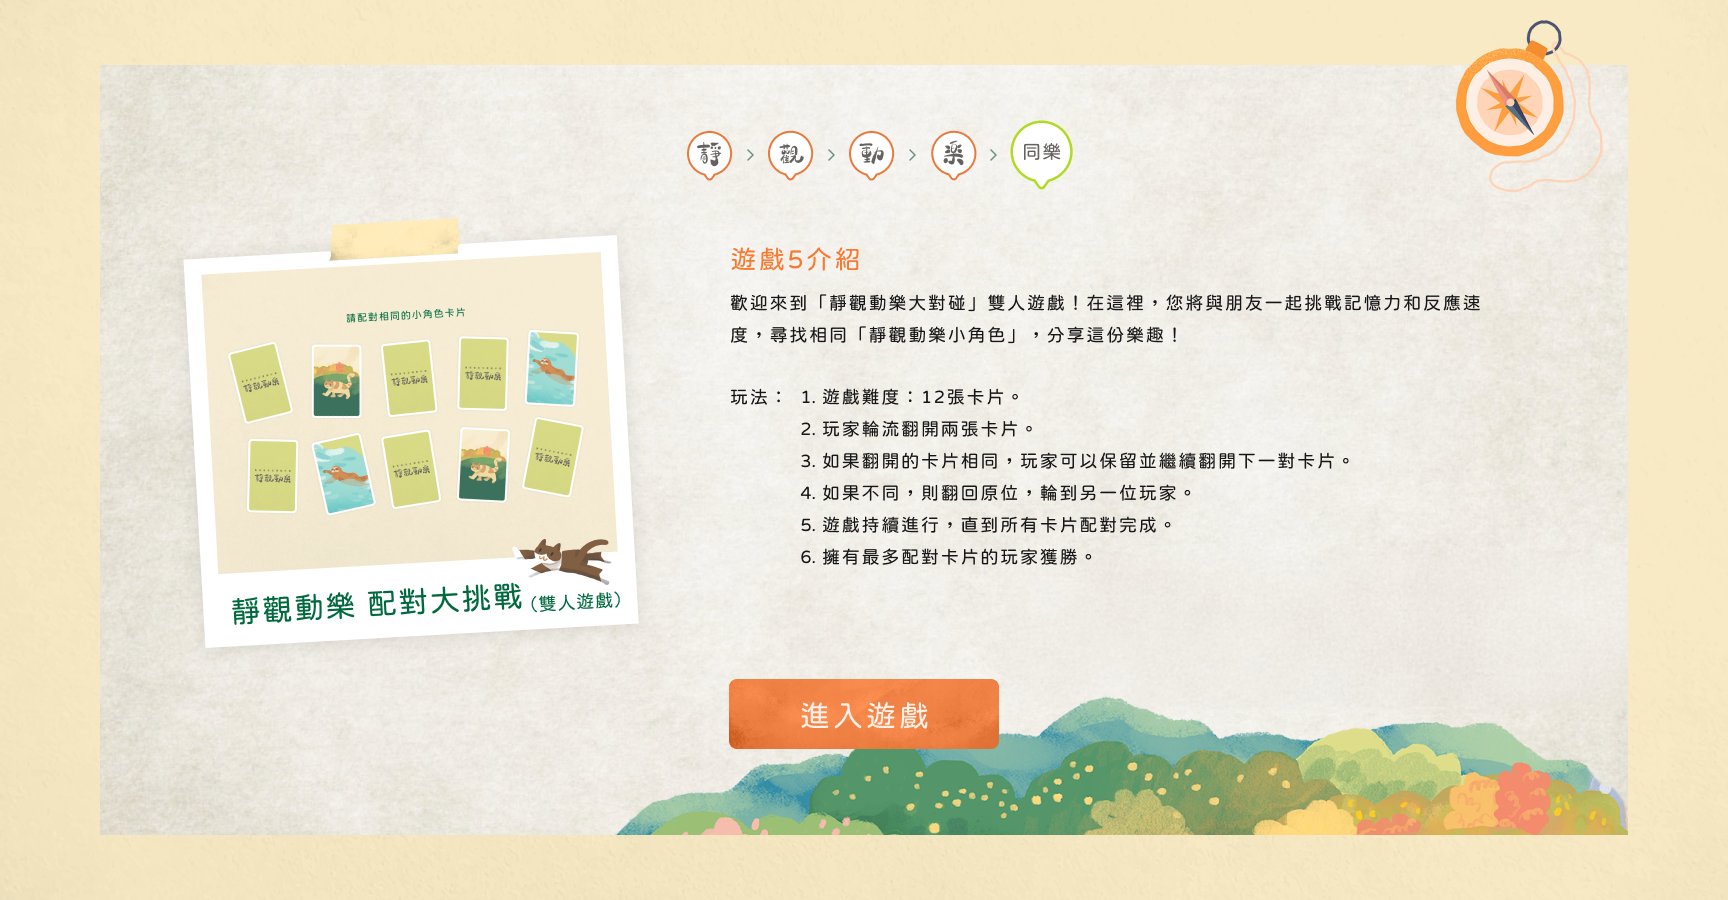 靜 > 觀 > 動 > 樂 > 同樂
請配對相同的小角色卡片
靜觀動樂
靜觀動樂
靜觀動樂
靜觀動樂
靜觀動樂
靜觀動樂
靜觀動樂 配對大挑戰(雙人遊戲)
遊戲5介紹
歡迎來到「靜觀動樂大對碰」雙人遊戲!在這裡,您將與朋友一起挑戰記憶力和反應速
度,尋找相同「靜觀動樂小角色」,分享這份樂趣!
玩法: 1. 遊戲難度:12張卡片。
2. 玩家輪流翻開兩張卡片。
3. 如果翻開的卡片相同,玩家可以保留並繼續翻開下一對卡片。
4. 如果不同,則翻回原位,輪到另一位玩家。
5. 遊戲持續進行,直到所有卡片配對完成。
6. 擁有最多配對卡片的玩家獲勝。
進入遊戲